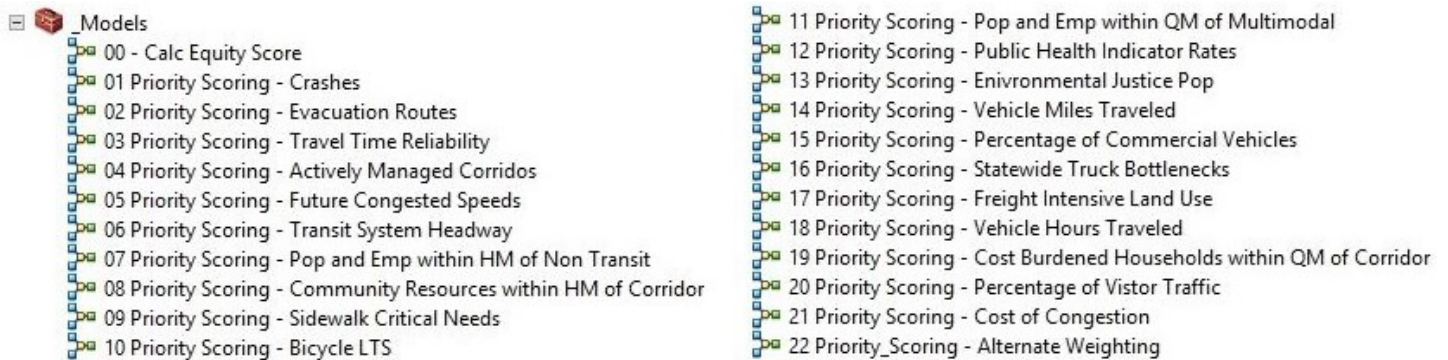 _Models
00 - Calc Equity Score
01 Priority Scoring - Crashes
02 Priority Scoring - Evacuation Routes
03 Priority Scoring - Travel Time Reliability
04 Priority Scoring - Actively Managed Corridos
05 Priority Scoring - Future Congested Speeds
06 Priority Scoring - Transit System Headway
07 Priority Scoring - Pop and Emp within HM of Non Transit
08 Priority Scoring - Community Resources within HM of Corridor
09 Priority Scoring - Sidewalk Critical Needs
10 Priority Scoring - Bicycle LTS
11 Priority Scoring - Pop and Emp within QM of Multimodal
12 Priority Scoring - Public Health Indicator Rates
13 Priority Scoring - Enivronmental Justice Pop
14 Priority Scoring - Vehicle Miles Traveled
15 Priority Scoring - Percentage of Commercial Vehicles
16 Priority Scoring - Statewide Truck Bottlenecks
17 Priority Scoring - Freight Intensive Land Use
18 Priority Scoring - Vehicle Hours Traveled
19 Priority Scoring - Cost Burdened Households within QM of Corridor
20 Priority Scoring - Percentage of Vistor Traffic
21 Priority Scoring - Cost of Congestion
22 Priority_Scoring - Alternate Weighting